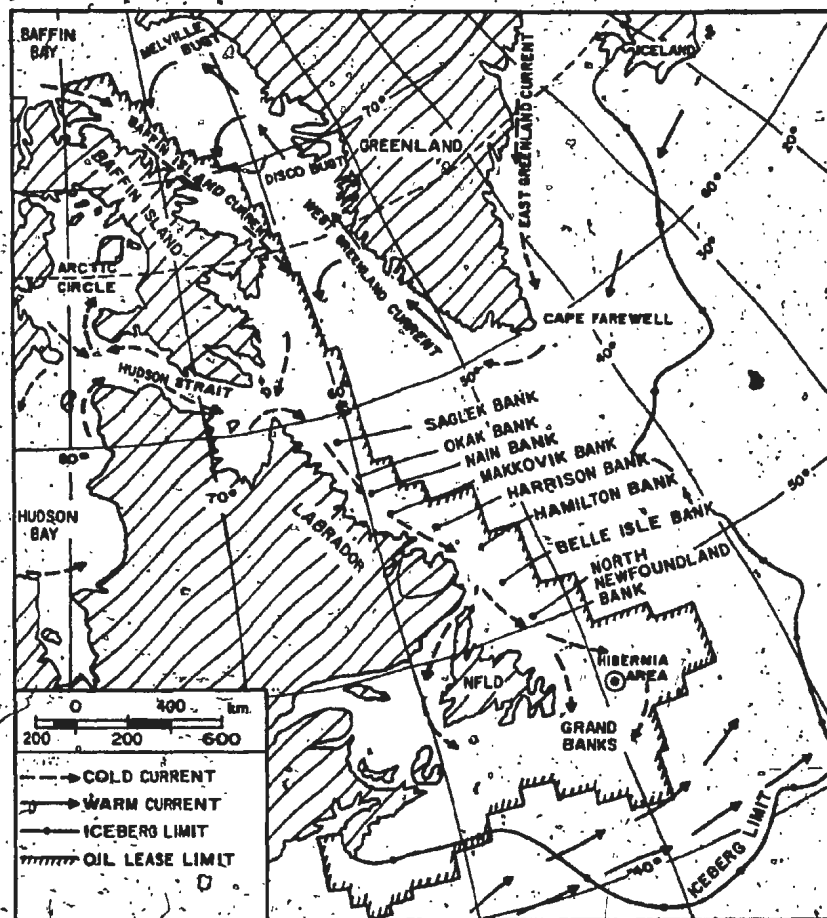 BAFFIN
BAY
MELVILLE
BUGT
ICELAND
70°
20°
BAFFIN ISLAND CURRENT
GREENLAND
EAST GREENLAND CURRENT
DISCO BUGT
60°
BAFFIN ISLAND
WEST GREENLAND CURRENT
30°
ARCTIC
CIRCLE
CAPE FAREWELL
40°
50°
HUDSON STRAIT
60°
SAGLEK BANK
OKAK BANK
NAIN BANK
MAKKOVIK BANK
HARRISON BANK
HAMILTON BANK
BELLE ISLE BANK
NORTH
NEWFOUNDLAND
BANK
50°
70°
80°
HUDSON
BAY
LABRADOR
HIBERNIA
AREA
NFLD
GRAND
BANKS
0 400 km.
200 200 600
COLD CURRENT
WARM CURRENT
ICEBERG LIMIT
OIL LEASE LIMIT
40°
ICEBERG LIMIT